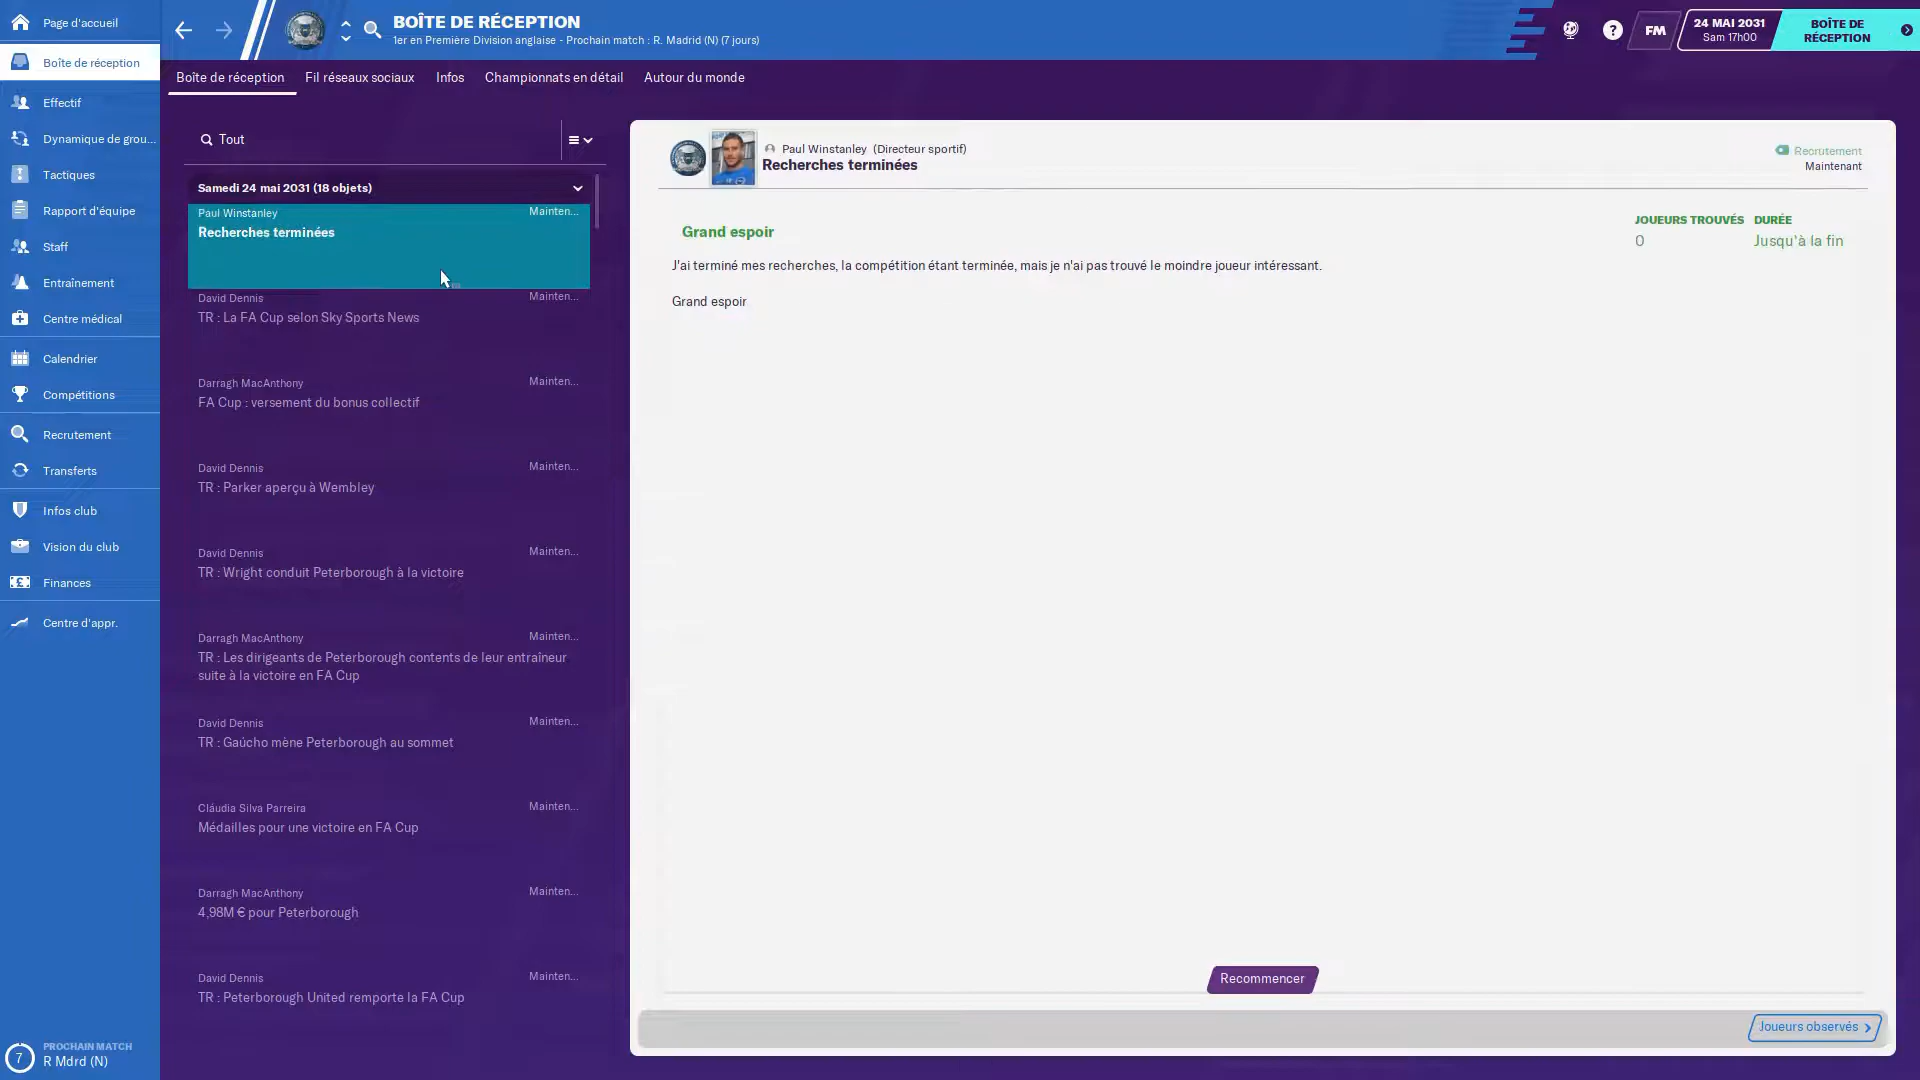 Page d'accueil
Boîte de réception
Effectif
Dynamique de grou...
Tactiques
Rapport d'équipe
Staff
Entraînement
Centre médical
Calendrier
Compétitions
Recrutement
Transferts
Infos club
Vision du club
Finances
Centre d'appr.
7
PROCHAIN MATCH
R Mdrd (N)
BOÎTE DE RÉCEPTION
1er en Première Division anglaise - Prochain match : R. Madrid (N) (7 jours)
?
FM
24 MAI 2031
Sam 17h00
BOÎTE DE
RÉCEPTION
Boîte de réception
Fil réseaux sociaux
Infos
Championnats en détail
Autour du monde
Tout
Samedi 24 mai 2031 (18 objets)
Paul Winstanley
Mainten...
Recherches terminées
David Dennis
Mainten...
TR : La FA Cup selon Sky Sports News
Darragh MacAnthony
Mainten...
FA Cup : versement du bonus collectif
David Dennis
Mainten...
TR : Parker aperçu à Wembley
David Dennis
Mainten...
TR : Wright conduit Peterborough à la victoire
Darragh MacAnthony
Mainten...
TR : Les dirigeants de Peterborough contents de leur entraîneur
suite à la victoire en FA Cup
David Dennis
Mainten...
TR : Gaúcho mène Peterborough au sommet
Cláudia Silva Parreira
Mainten...
Médailles pour une victoire en FA Cup
Darragh MacAnthony
Mainten...
4,98M € pour Peterborough
David Dennis
Mainten...
TR : Peterborough United remporte la FA Cup
Paul Winstanley (Directeur sportif)
Recherches terminées
Recrutement
Maintenant
Grand espoir
JOUEURS TROUVÉS
DURÉE
0
Jusqu'à la fin
J'ai terminé mes recherches, la compétition étant terminée, mais je n'ai pas trouvé le moindre joueur intéressant.
Grand espoir
Recommencer
Joueurs observés